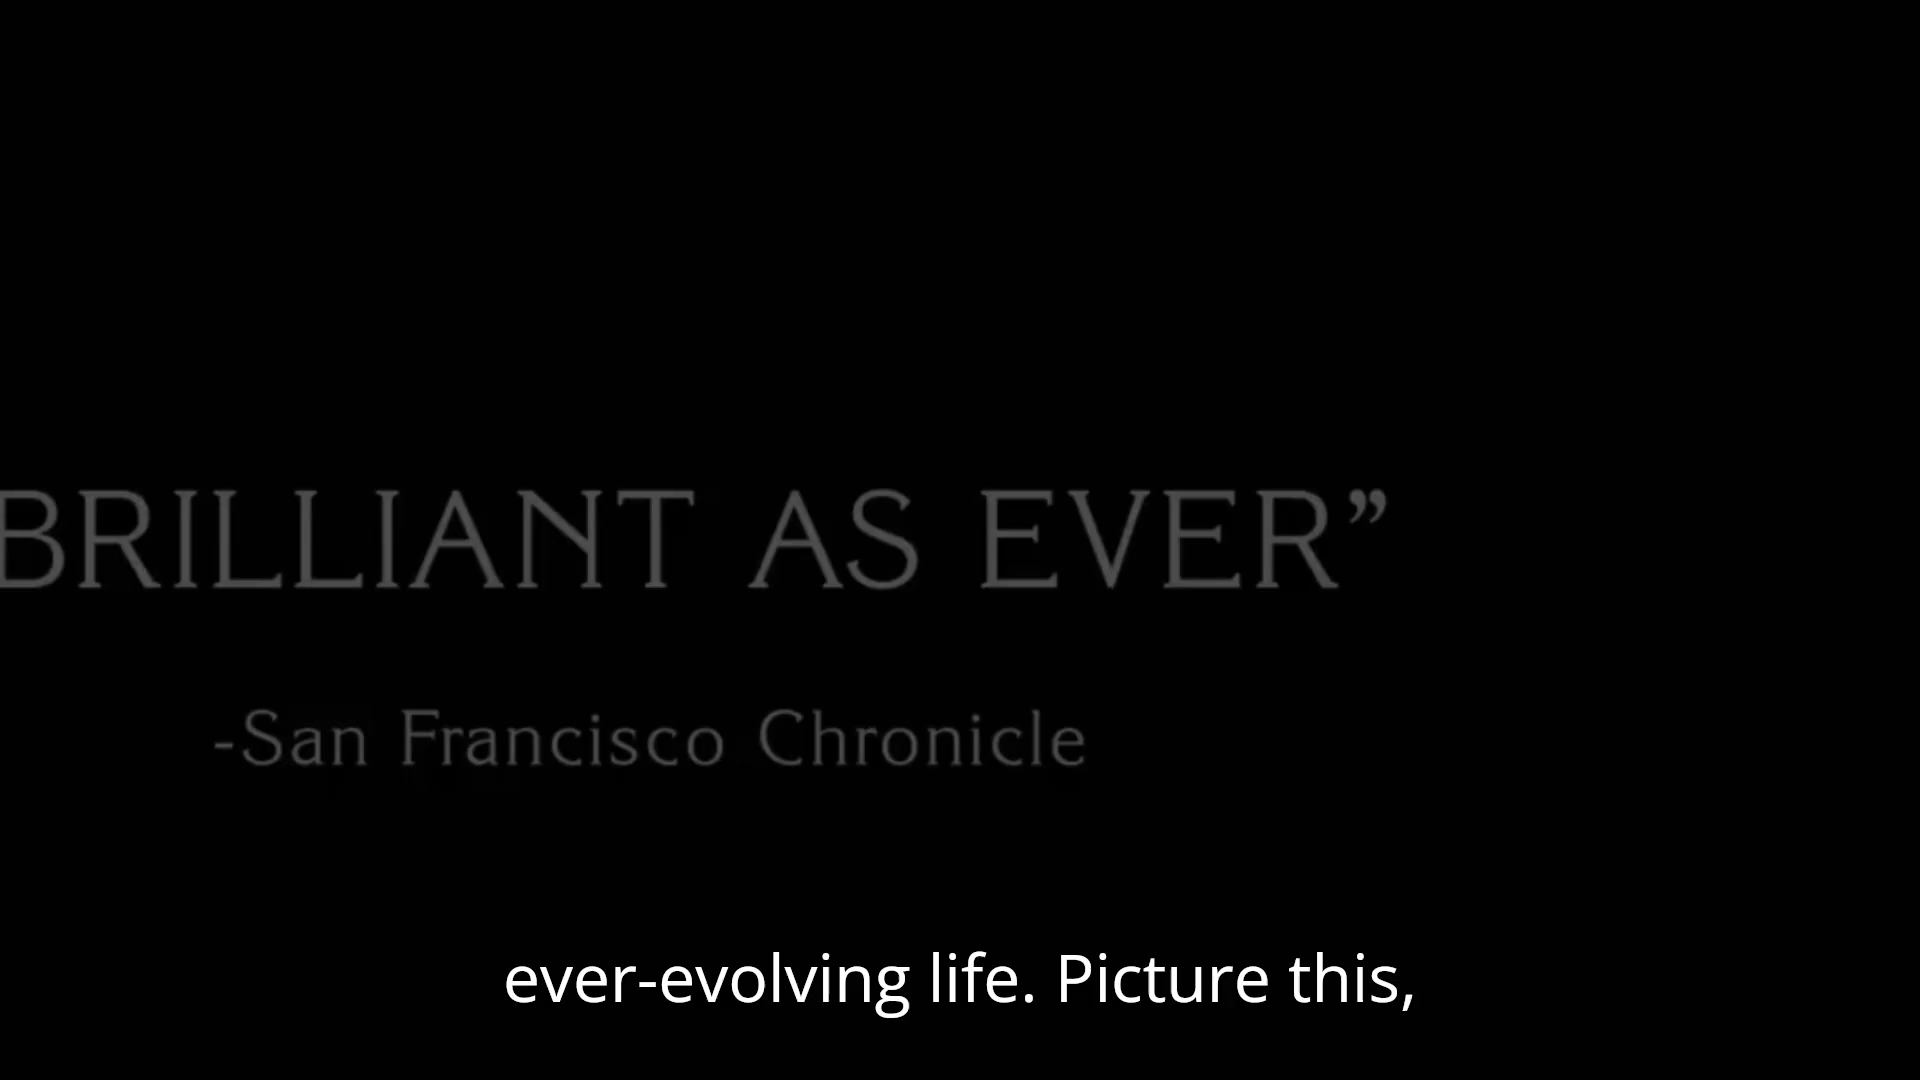 BRILLIANT AS EVER”
-San Francisco Chronicle
ever-evolving life. Picture this,